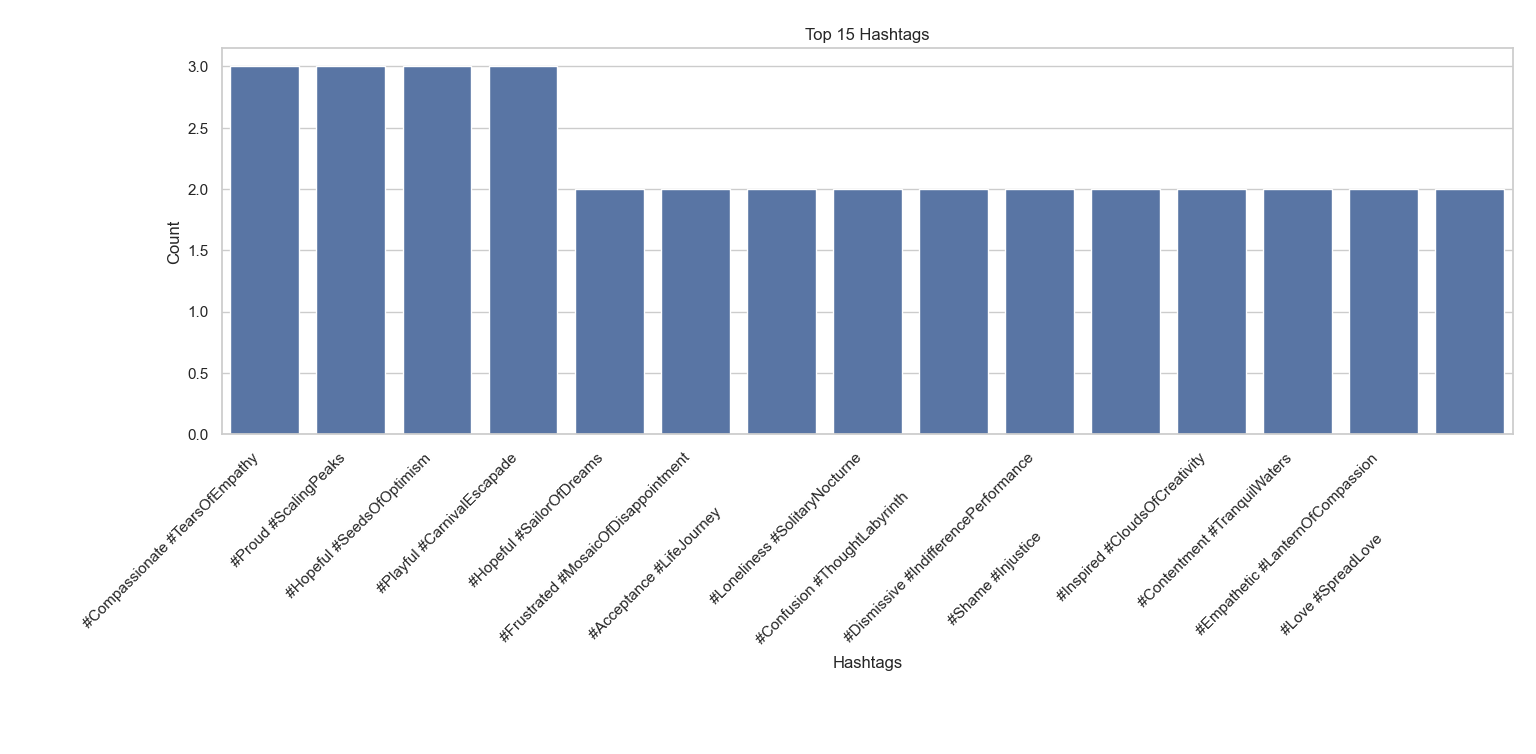 Top 15 Hashtags
3.0
2.5
2.0
1.5
1.0
0.5
0.0
Count
#Compassionate #TearsOfEmpathy
#Proud #ScalingPeaks
#Hopeful #SeedsOfOptimism
#Playful #CarnivalEscapade
#Hopeful #SailorOfDreams
#Frustrated #MosaicOfDisappointment
#Acceptance #LifeJourney
#Loneliness #SolitaryNocturne
#Confusion #ThoughtLabyrinth
#Dismissive #IndifferencePerformance
#Shame #Injustice
#Inspired #CloudsOfCreativity
#Contentment #TranquilWaters
#Empathetic #LanternOfCompassion
#Love #SpreadLove
Hashtags